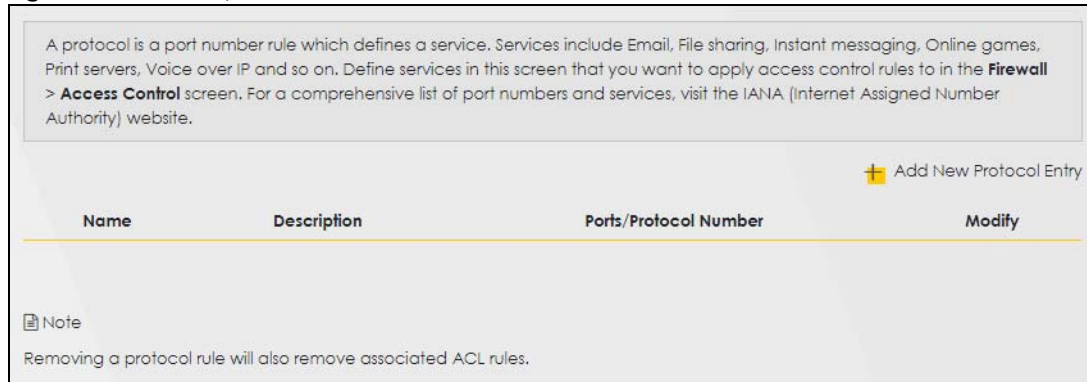 A protocol is a port number rule which defines a service. Services include Email, File sharing, Instant messaging, Online games,
Print servers, Voice over IP and so on. Define services in this screen that you want to apply access control rules to in the Firewall
> Access Control screen. For a comprehensive list of port numbers and services, visit the IANA (Internet Assigned Number
Authority) website.
Add New Protocol Entry
Name Description Ports/Protocol Number Modify
Note
Removing a protocol rule will also remove associated ACL rules.